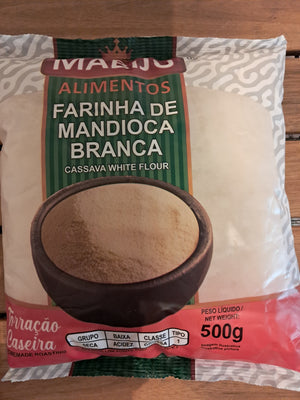 ALIMENTOS
FARINHA DE
MANDIOCA
BRANCA
CASSAVA WHITE FLOUR
PESO LÍQUIDO/
NET WEIGHT:
500g
Torração
Caseira
HOMEMADE ROASTING
GRUPO BAIXA CLASSE TIPO
SECA ACIDEZ 1